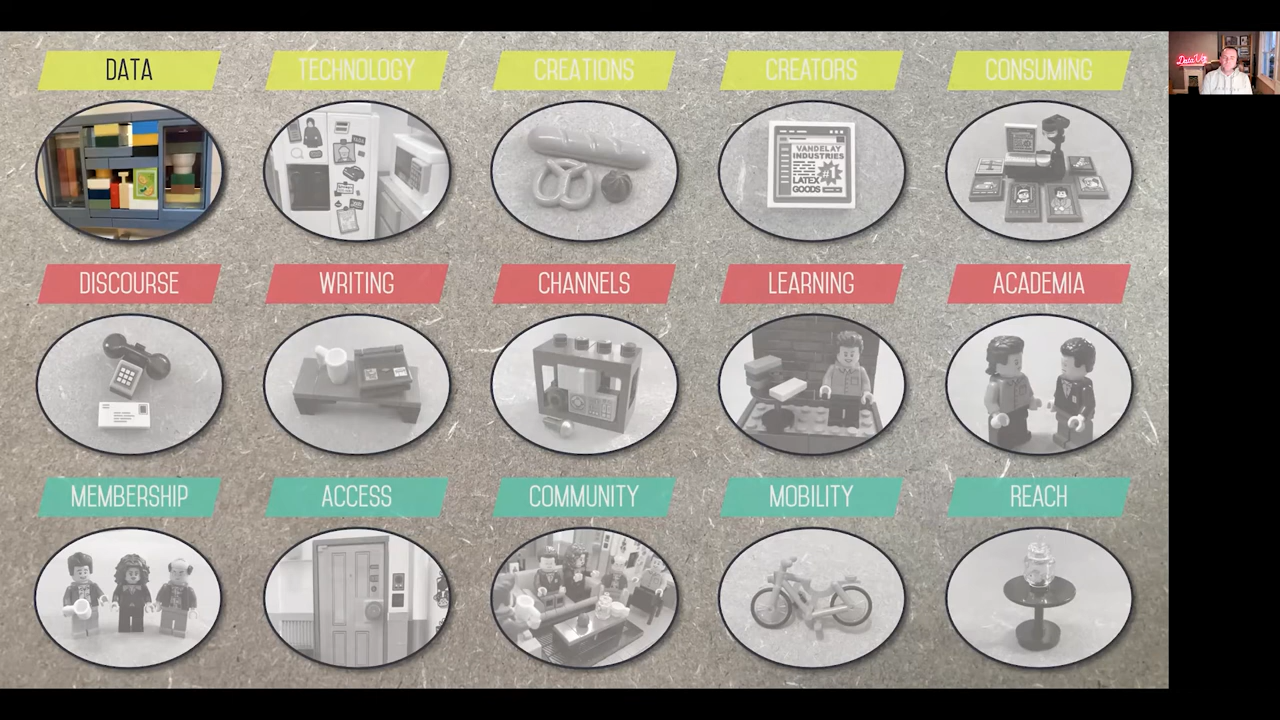 DATA
TECHNOLOGY
CREATIONS
CREATORS
CONSUMING
VANDELAY
INDUSTRIES
#1
LATEX
GOODS
DISCOURSE
WRITING
CHANNELS
LEARNING
ACADEMIA
MEMBERSHIP
ACCESS
COMMUNITY
MOBILITY
REACH